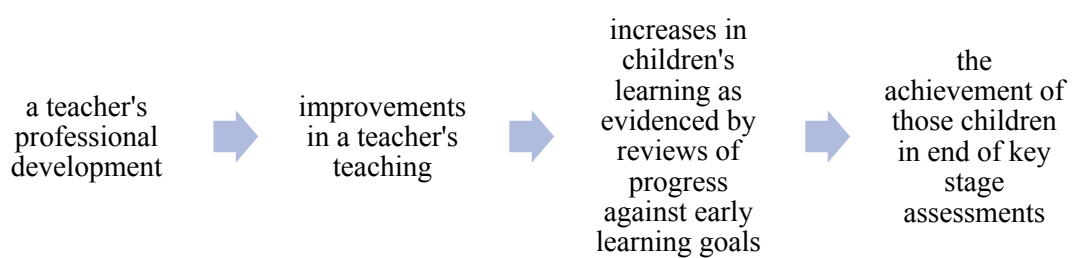 a teacher's
professional
development
improvements
in a teacher's
teaching
increases in
children's
learning as
evidenced by
reviews of
progress
against early
learning goals
the
achievement of
those children
in end of key
stage
assessments